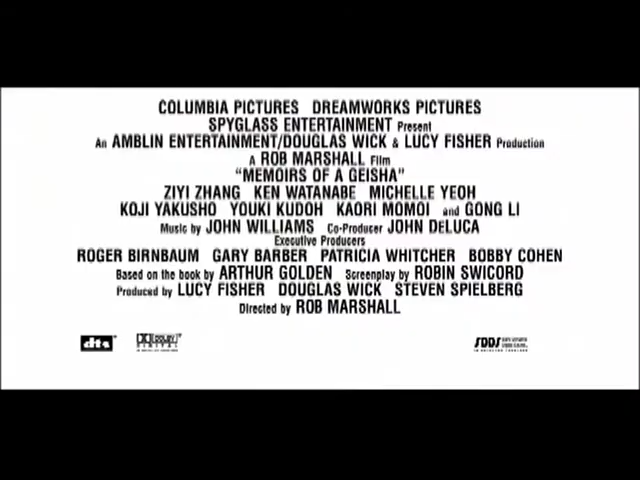 COLUMBIA PICTURES DREAMWORKS PICTURES
SPYGLASS ENTERTAINMENT Present
An AMBLIN ENTERTAINMENT/DOUGLAS WICK & LUCY FISHER Production
A ROB MARSHALL Film
"MEMOIRS OF A GEISHA"
ZIYI ZHANG KEN WATANABE MICHELLE YEOH
KOJI YAKUSHO YOUKI KUDOH KAORI MOMOI and GONG LI
Music by JOHN WILLIAMS Co-Producer JOHN DeLUCA
Executive Producers
ROGER BIRNBAUM GARY BARBER PATRICIA WHITCHER BOBBY COHEN
Based on the book by ARTHUR GOLDEN Screenplay by ROBIN SWICORD
Produced by LUCY FISHER DOUGLAS WICK STEVEN SPIELBERG
Directed by ROB MARSHALL
dts DOLBY SDDS
DIGITAL